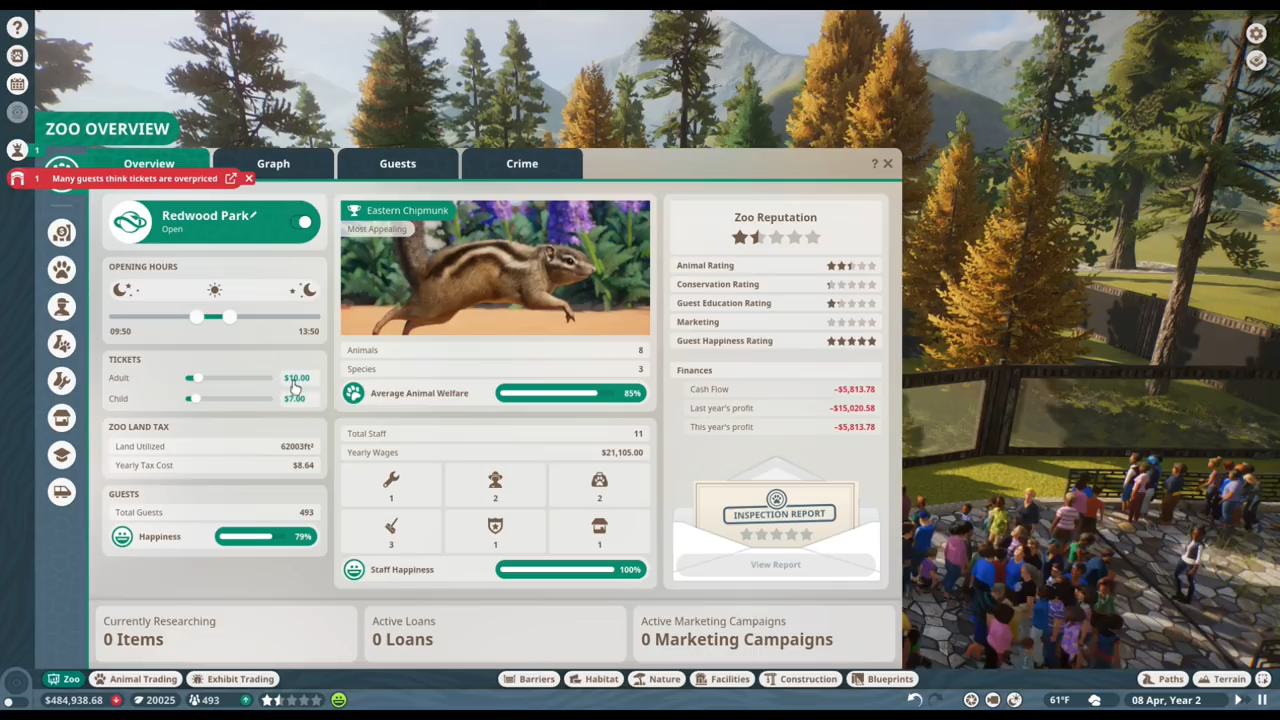 ZOO OVERVIEW
1
Overview
Graph
Guests
Crime
? ×
1 Many guests think tickets are overpriced
Redwood Park
Open
OPENING HOURS
09:50 13:50
TICKETS
Adult $10.00
Child $7.00
ZOO LAND TAX
Land Utilized 62003ft²
Yearly Tax Cost $8.64
GUESTS
Total Guests 493
Happiness 79%
Eastern Chipmunk
Most Appealing
Animals 8
Species 3
Average Animal Welfare 85%
Total Staff 11
Yearly Wages $21,105.00
1 2 2
3 1 1
Staff Happiness 100%
Zoo Reputation
Animal Rating
Conservation Rating
Guest Education Rating
Marketing
Guest Happiness Rating
Finances
Cash Flow -$5,813.78
Last year's profit -$15,020.58
This year's profit -$5,813.78
INSPECTION REPORT
View Report
Currently Researching
0 Items
Active Loans
0 Loans
Active Marketing Campaigns
0 Marketing Campaigns
Zoo Animal Trading Exhibit Trading Barriers Habitat Nature Facilities Construction Blueprints Paths Terrain
$484,938.68 20025 493 61°F 08 Apr, Year 2